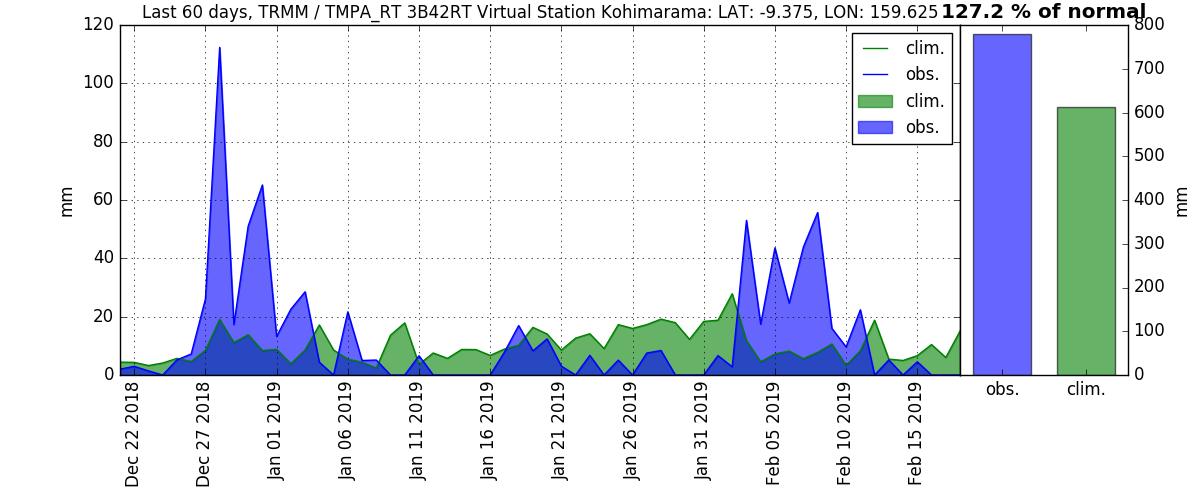 Last 60 days, TRMM / TMPA_RT 3B42RT Virtual Station Kohimarama: LAT: -9.375, LON: 159.625
127.2 % of normal
mm
120
100
80
60
40
20
0
clim.
obs.
clim.
obs.
Dec 22 2018
Dec 27 2018
Jan 01 2019
Jan 06 2019
Jan 11 2019
Jan 16 2019
Jan 21 2019
Jan 26 2019
Jan 31 2019
Feb 05 2019
Feb 10 2019
Feb 15 2019
800
700
600
500
400
300
200
100
0
mm
obs.
clim.